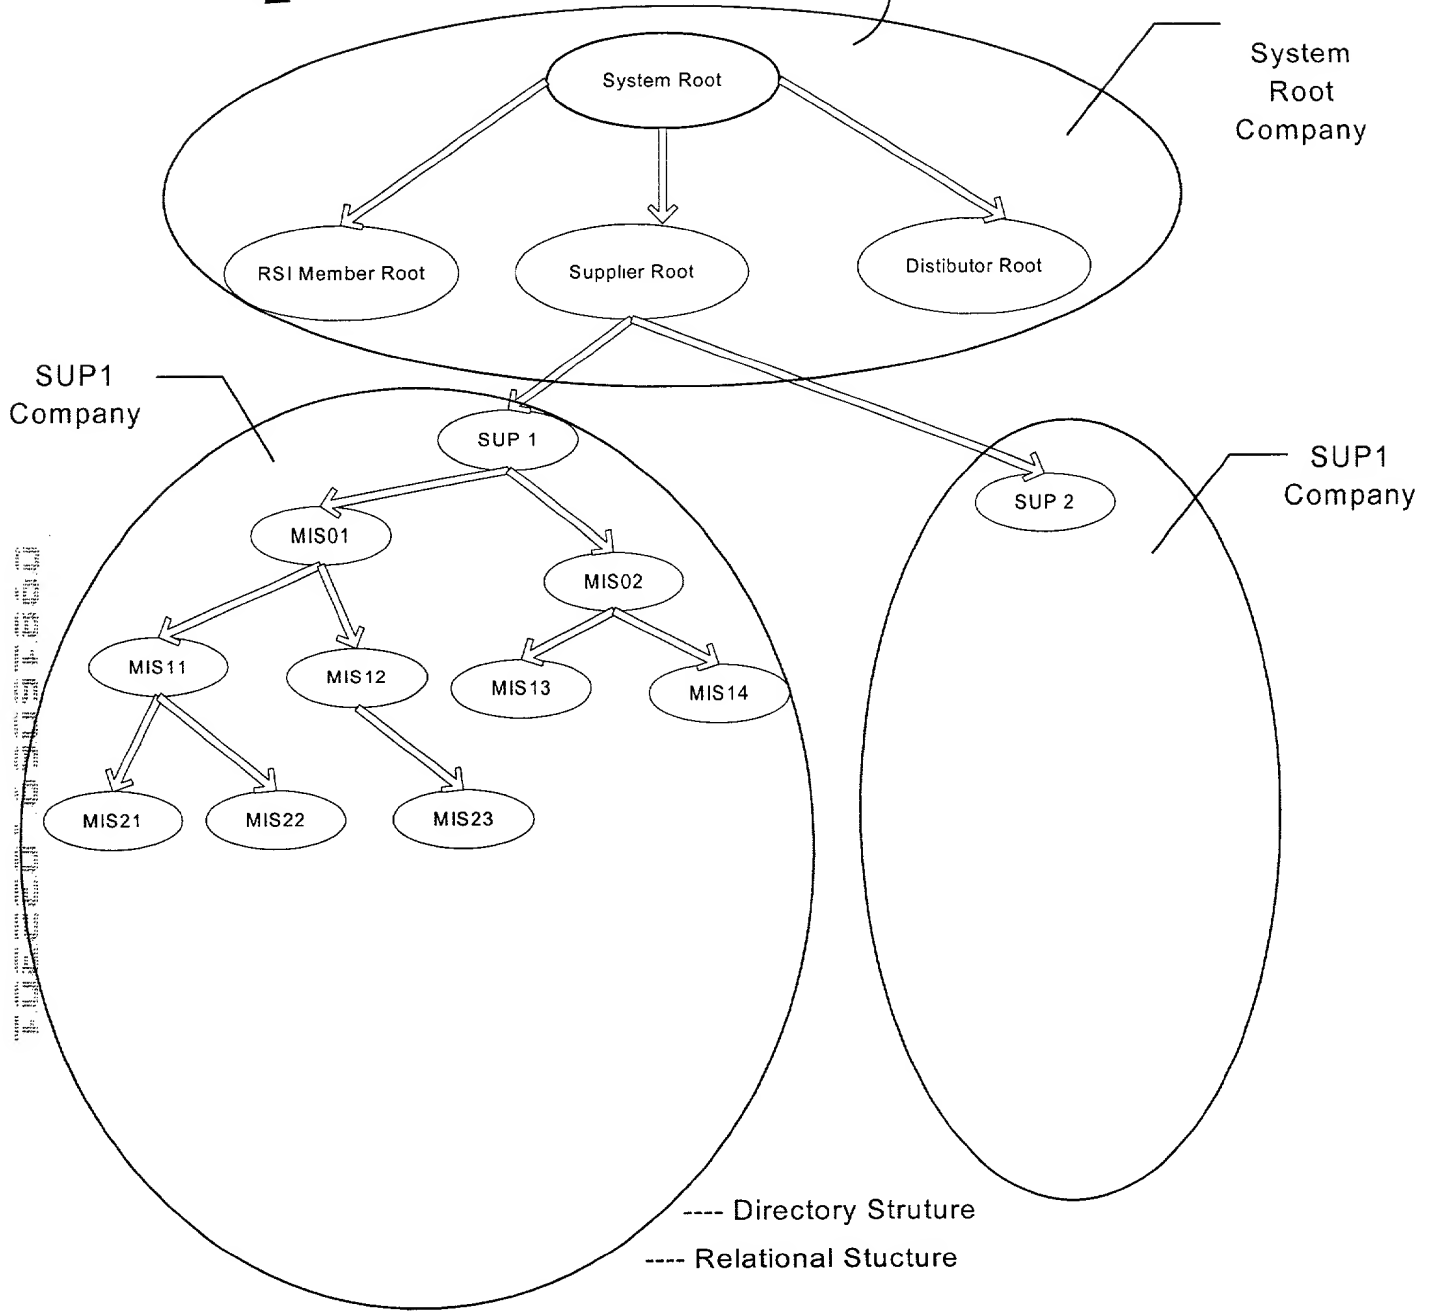 System Root
System
Root
Company
RSI Member Root
Supplier Root
Distibutor Root
SUP1
Company
SUP 1
SUP1
Company
SUP 2
MIS01
MIS02
MIS11
MIS12
MIS13
MIS14
MIS21
MIS22
MIS23
---- Directory Struture
---- Relational Stucture